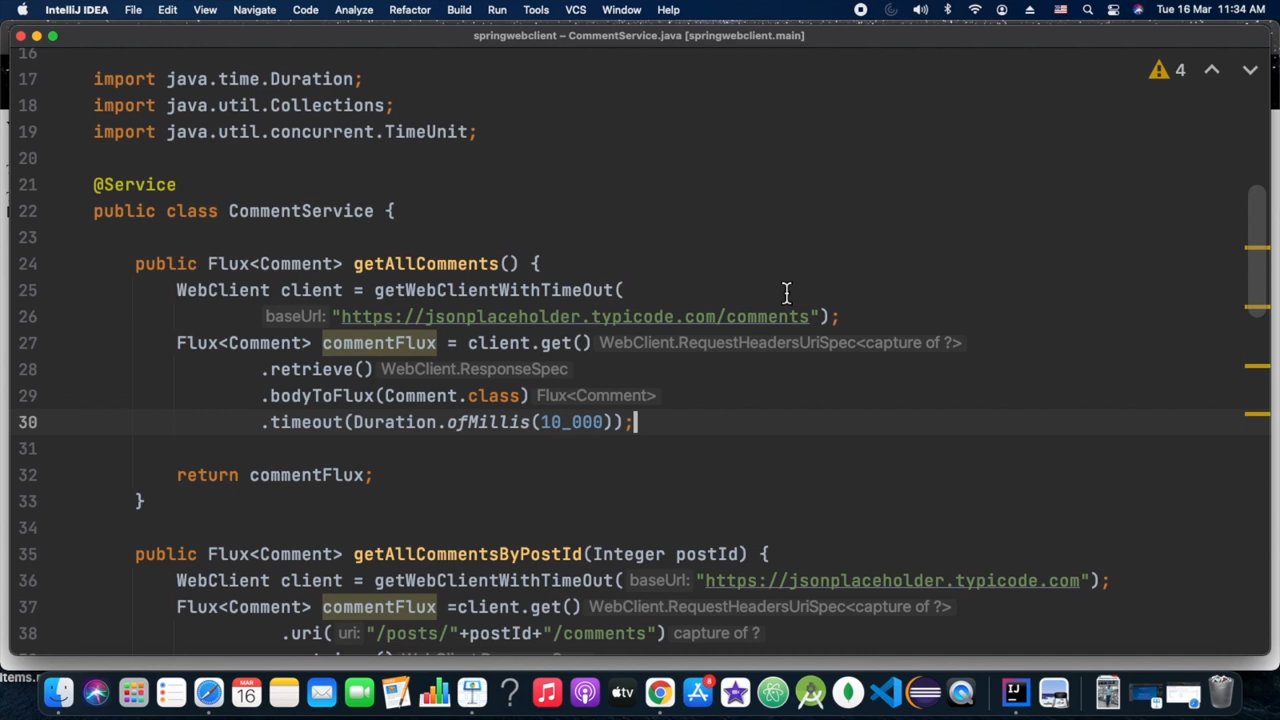 IntelliJ IDEA File Edit View Navigate Code Analyze Refactor Build Run Tools VCS Window Help Tue 16 Mar 11:34 AM
springwebclient – CommentService.java [springwebclient.main]
16
4
17 import java.time.Duration;
18 import java.util.Collections;
19 import java.util.concurrent.TimeUnit;
20
21 @Service
22 public class CommentService {
23
24 public Flux<Comment> getAllComments() {
25 WebClient client = getWebClientWithTimeOut(
26 baseUrl: "https://jsonplaceholder.typicode.com/comments");
27 Flux<Comment> commentFlux = client.get() WebClient.RequestHeadersUriSpec<capture of ?>
28 .retrieve() WebClient.ResponseSpec
29 .bodyToFlux(Comment.class) Flux<Comment>
30 .timeout(Duration.ofMillis(10_000));
31
32 return commentFlux;
33 }
34
35 public Flux<Comment> getAllCommentsByPostId(Integer postId) {
36 WebClient client = getWebClientWithTimeOut( baseUrl: "https://jsonplaceholder.typicode.com");
37 Flux<Comment> commentFlux =client.get() WebClient.RequestHeadersUriSpec<capture of ?>
38 .uri( uri: "/posts/"+postId+"/comments") capture of ?
MAR
16
tv
8
IJ